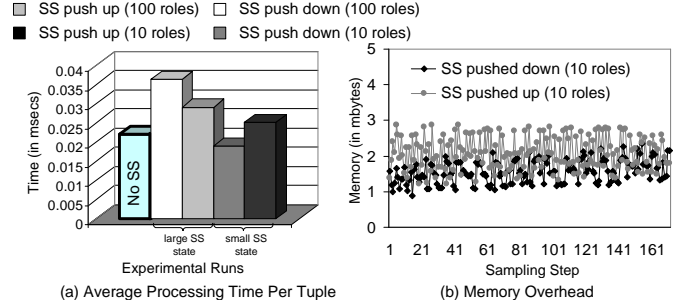 SS push up (100 roles) SS push down (100 roles)
SS push up (10 roles) SS push down (10 roles)
0.04
0.035
0.03
0.025
0.02
0.015
0.01
0.005
0
Time (in msecs)
No SS
large SS state
small SS state
Experimental Runs
(a) Average Processing Time Per Tuple
5
4
3
2
1
0
Memory (in mbytes)
SS pushed down (10 roles)
SS pushed up (10 roles)
1 21 41 61 81 101 121 141 161
Sampling Step
(b) Memory Overhead